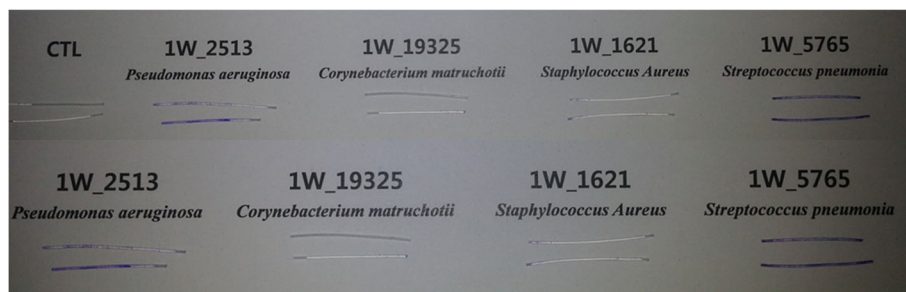 CTL 1W_2513 1W_19325 1W_1621 1W_5765
Pseudomonas aeruginosa Corynebacterium matruchotii Staphylococcus Aureus Streptococcus pneumonia
1W_2513 1W_19325 1W_1621 1W_5765
Pseudomonas aeruginosa Corynebacterium matruchotii Staphylococcus Aureus Streptococcus pneumonia